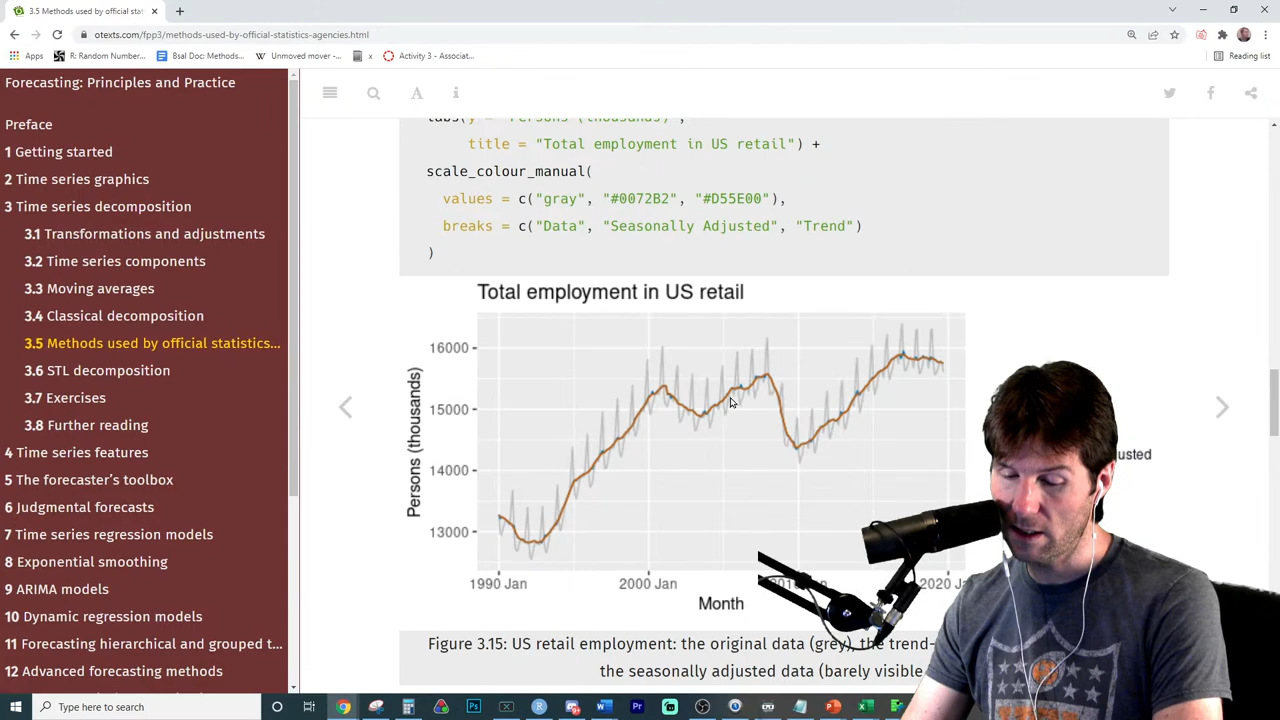 3.5 Methods used by official stat
otexts.com/fpp3/methods-used-by-official-statistics-agencies.html
Apps
R: Random Number...
Bsal Doc: Methods...
Unmoved mover -...
x
Activity 3 - Associat...
Reading list
Forecasting: Principles and Practice
Preface
1 Getting started
2 Time series graphics
3 Time series decomposition
3.1 Transformations and adjustments
3.2 Time series components
3.3 Moving averages
3.4 Classical decomposition
3.5 Methods used by official statistics...
3.6 STL decomposition
3.7 Exercises
3.8 Further reading
4 Time series features
5 The forecaster's toolbox
6 Judgmental forecasts
7 Time series regression models
8 Exponential smoothing
9 ARIMA models
10 Dynamic regression models
11 Forecasting hierarchical and grouped t...
12 Advanced forecasting methods
labs(y = "Persons (thousands)",
title = "Total employment in US retail") +
scale_colour_manual(
values = c("gray", "#0072B2", "#D55E00"),
breaks = c("Data", "Seasonally Adjusted", "Trend")
)
Total employment in US retail
Persons (thousands)
16000
15000
14000
13000
1990 Jan
2000 Jan
2020
Month
usted
Figure 3.15: US retail employment: the original data (grey), the trend-
the seasonally adjusted data (barely visible
Type here to search